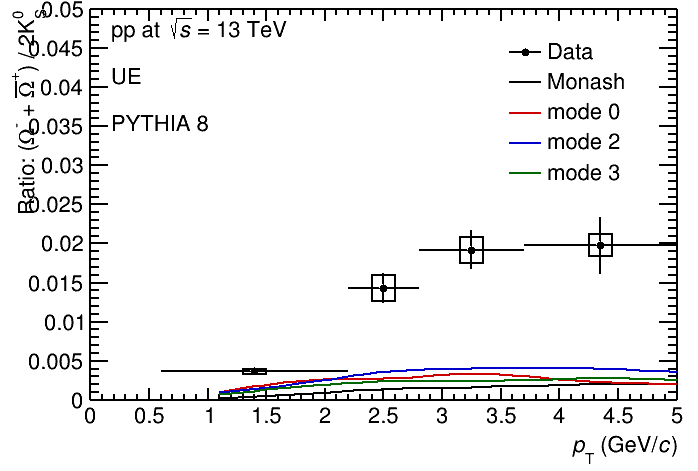 Ratio: (Ω⁻ + Ω̅⁺) / 2K⁰_S
0.05
0.045
0.04
0.035
0.03
0.025
0.02
0.015
0.01
0.005
0
pp at √s = 13 TeV
UE
PYTHIA 8
Data
Monash
mode 0
mode 2
mode 3
0 0.5 1 1.5 2 2.5 3 3.5 4 4.5 5
p_T (GeV/c)